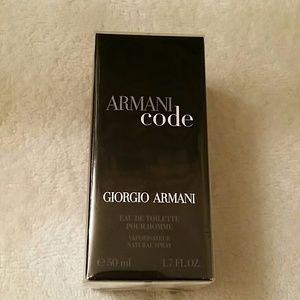 ARMANI
code
GIORGIO ARMANI
EAU DE TOILETTE
POUR HOMME
VAPORISATEUR
NATURAL SPRAY
e 50 ml 1.7 FL.OZ.